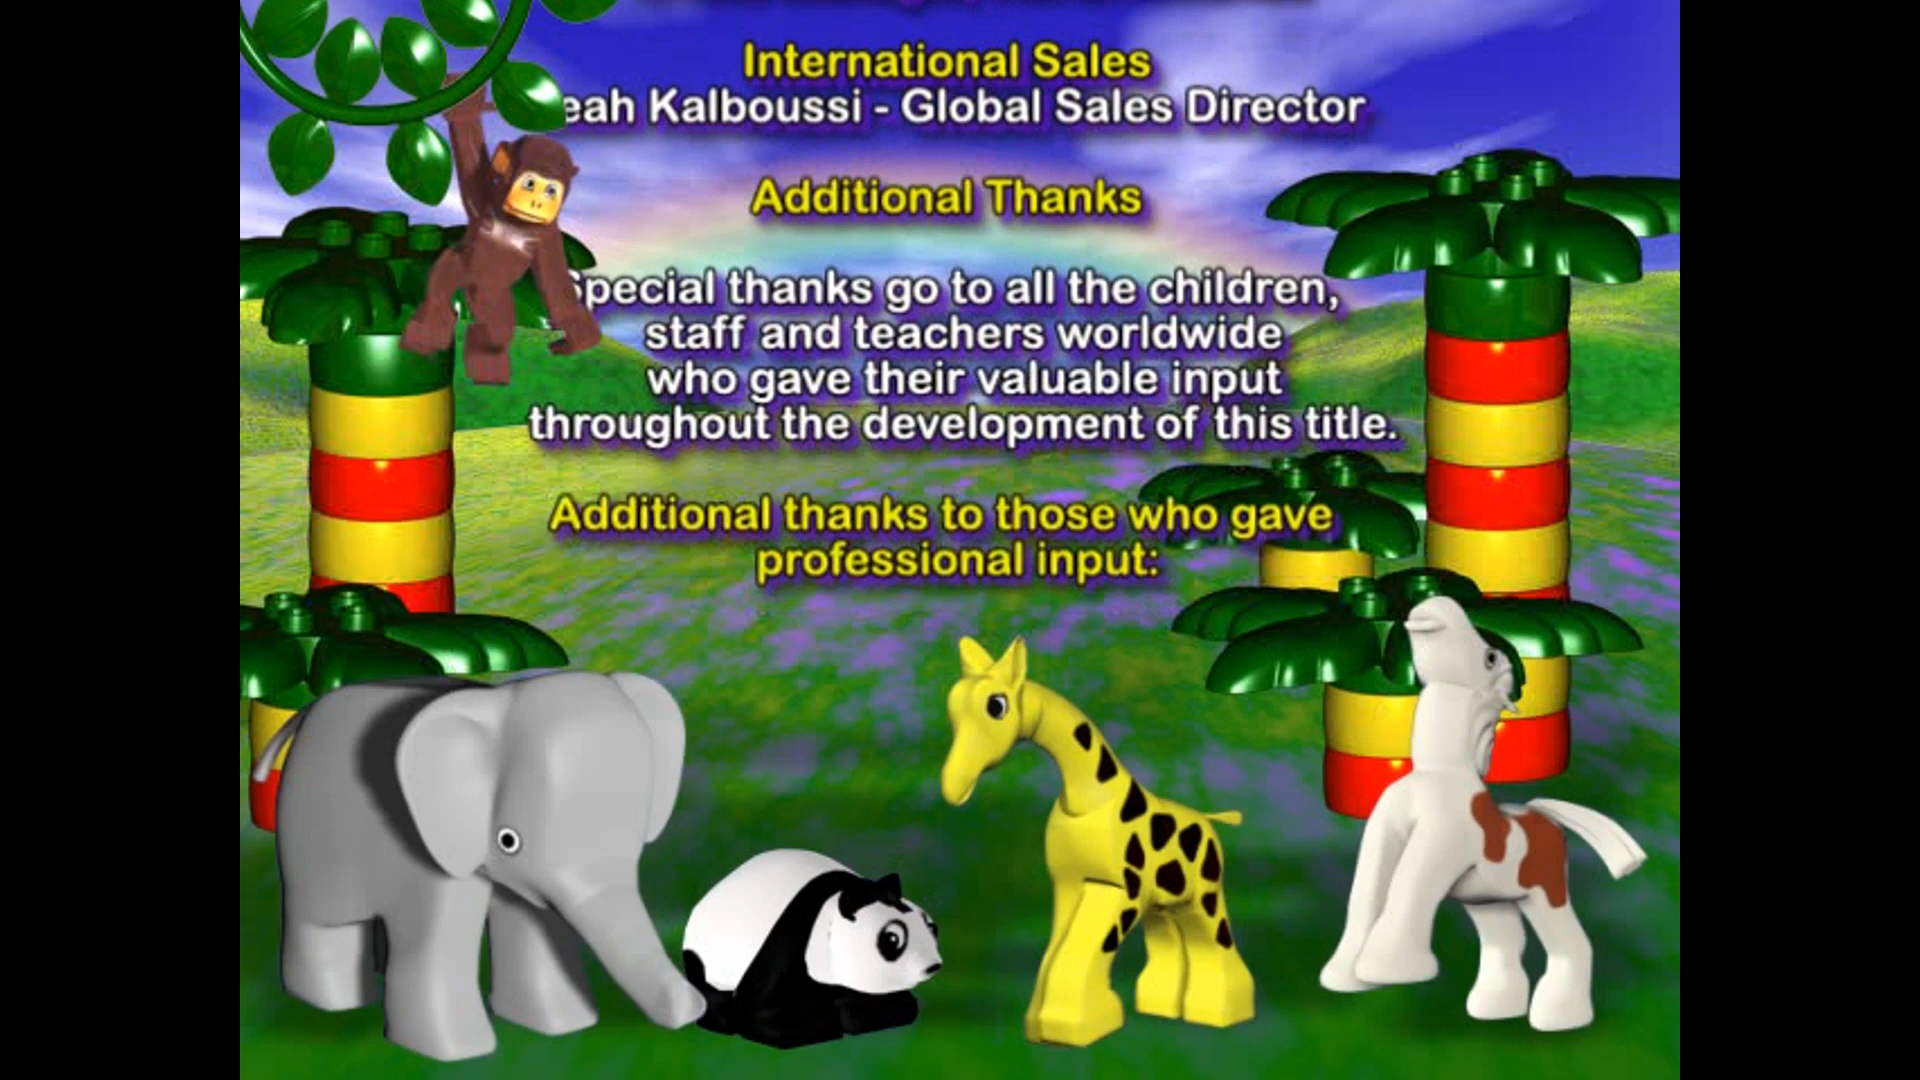 International Sales
eah Kalboussi - Global Sales Director
Additional Thanks
Special thanks go to all the children,
staff and teachers worldwide
who gave their valuable input
throughout the development of this title.
Additional thanks to those who gave
professional input: